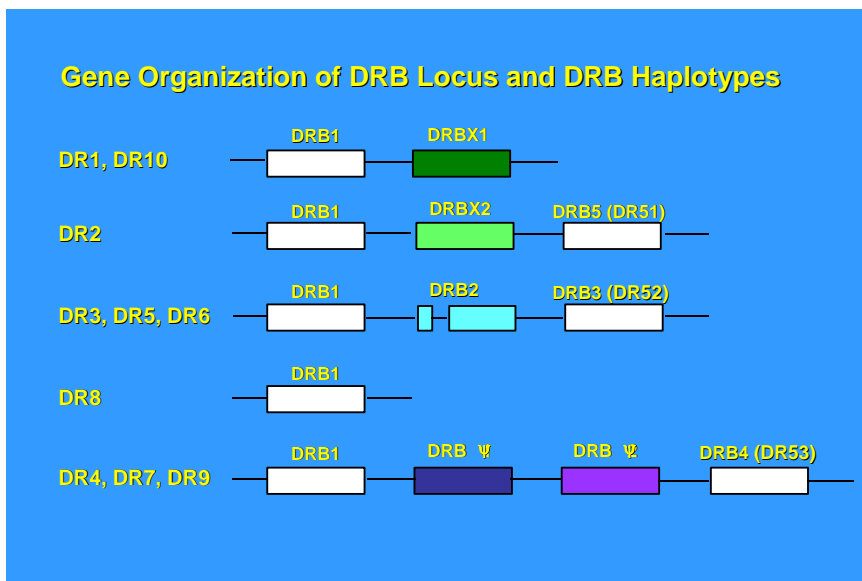 Gene Organization of DRB Locus and DRB Haplotypes
DRB1 DRBX1
DR1, DR10
DRB1 DRBX2 DRB5 (DR51)
DR2
DRB1 DRB2 DRB3 (DR52)
DR3, DR5, DR6
DRB1
DR8
DRB1 DRB ψ DRB ψ DRB4 (DR53)
DR4, DR7, DR9